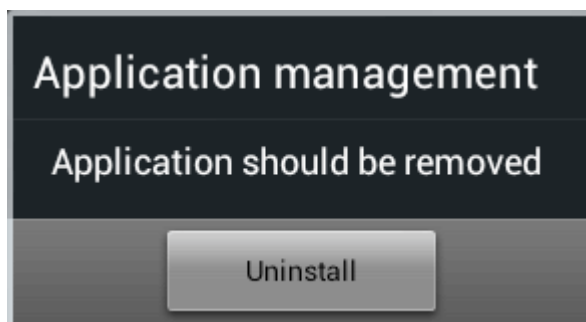 Application management
Application should be removed
Uninstall